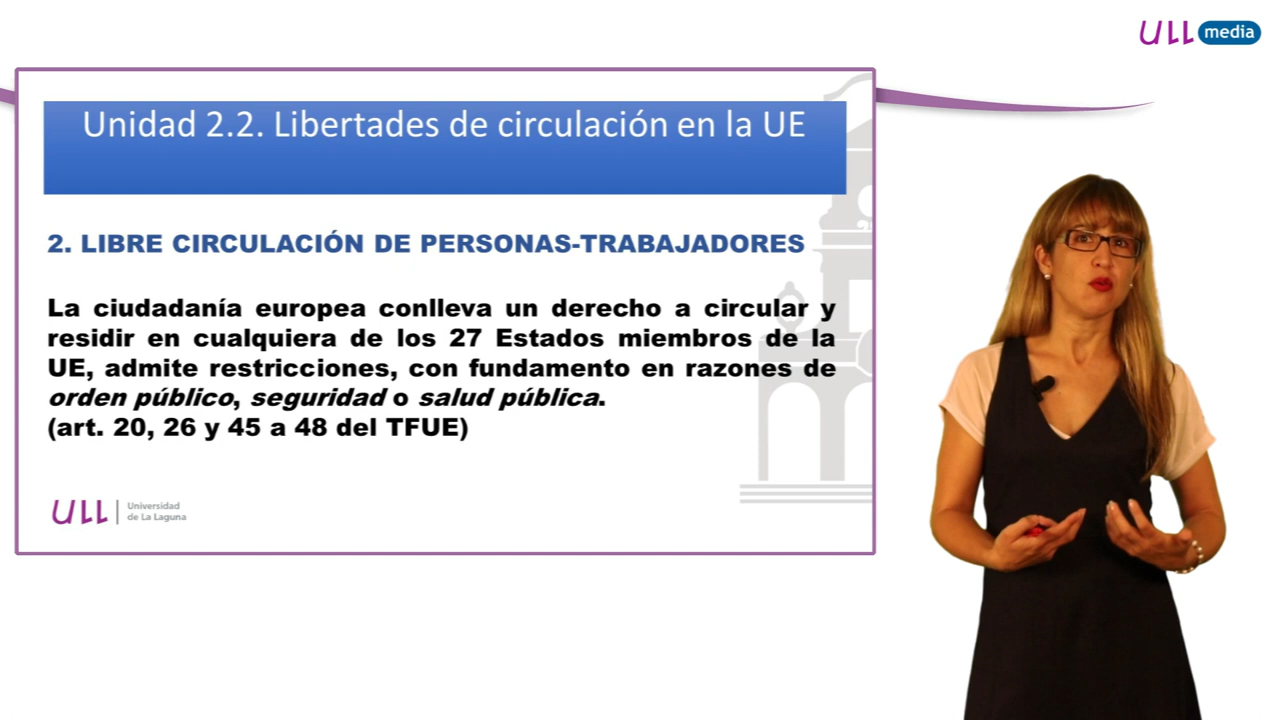 ULL media
Unidad 2.2. Libertades de circulación en la UE
2. LIBRE CIRCULACIÓN DE PERSONAS-TRABAJADORES
La ciudadanía europea conlleva un derecho a circular y
residir en cualquiera de los 27 Estados miembros de la
UE, admite restricciones, con fundamento en razones de
orden público, seguridad o salud pública.
(art. 20, 26 y 45 a 48 del TFUE)
ULL | Universidad
de La Laguna